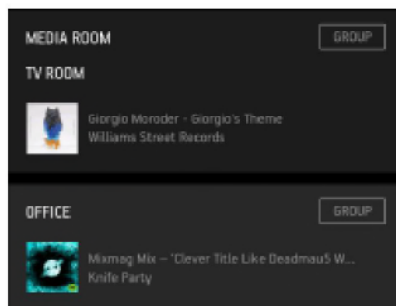 MEDIA ROOM
GROUP
TV ROOM
Giorgio Moroder - Giorgio's Theme
Williams Street Records
OFFICE
GROUP
Mixmag Mix – 'Clever Title Like Deadmau5 W...
Knife Party